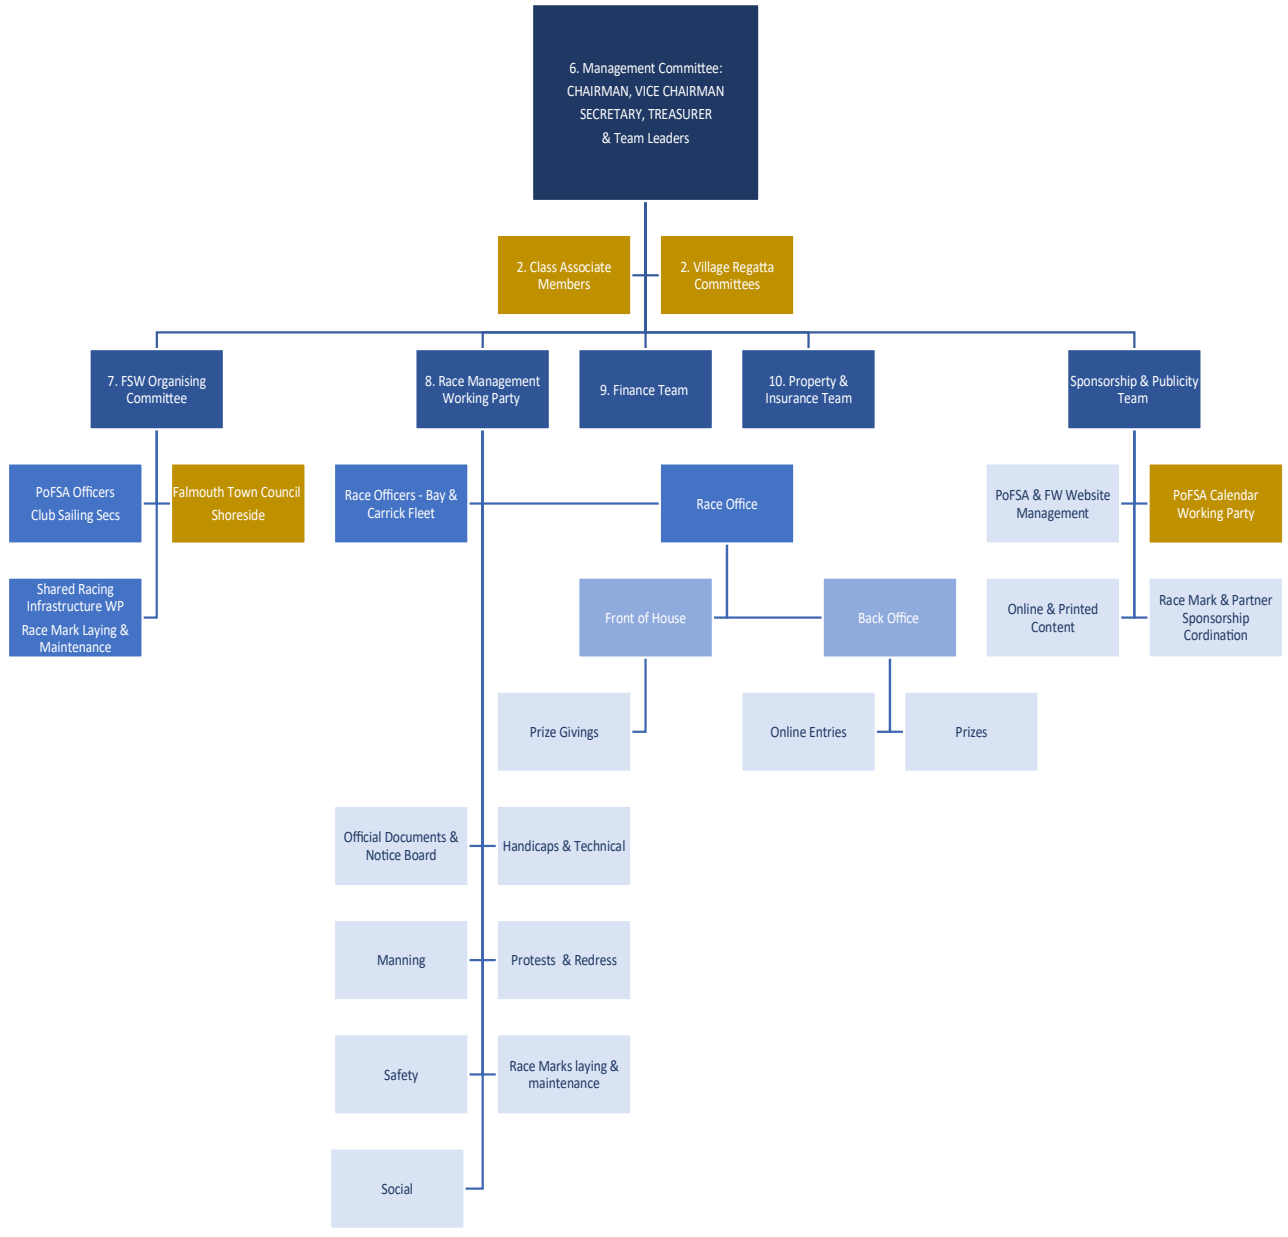 6. Management Committee:
CHAIRMAN, VICE CHAIRMAN
SECRETARY, TREASURER
& Team Leaders
2. Class Associate
Members
2. Village Regatta
Committees
7. FSW Organising
Committee
8. Race Management
Working Party
9. Finance Team
10. Property &
Insurance Team
Sponsorship & Publicity
Team
PoFSA Officers
Club Sailing Secs
Falmouth Town Council
Shoreside
Race Officers - Bay &
Carrick Fleet
Race Office
PoFSA & FW Website
Management
PoFSA Calendar
Working Party
Shared Racing
Infrastructure WP
Race Mark Laying &
Maintenance
Front of House
Back Office
Online & Printed
Content
Race Mark & Partner
Sponsorship
Cordination
Prize Givings
Online Entries
Prizes
Official Documents &
Notice Board
Handicaps & Technical
Manning
Protests & Redress
Safety
Race Marks laying &
maintenance
Social